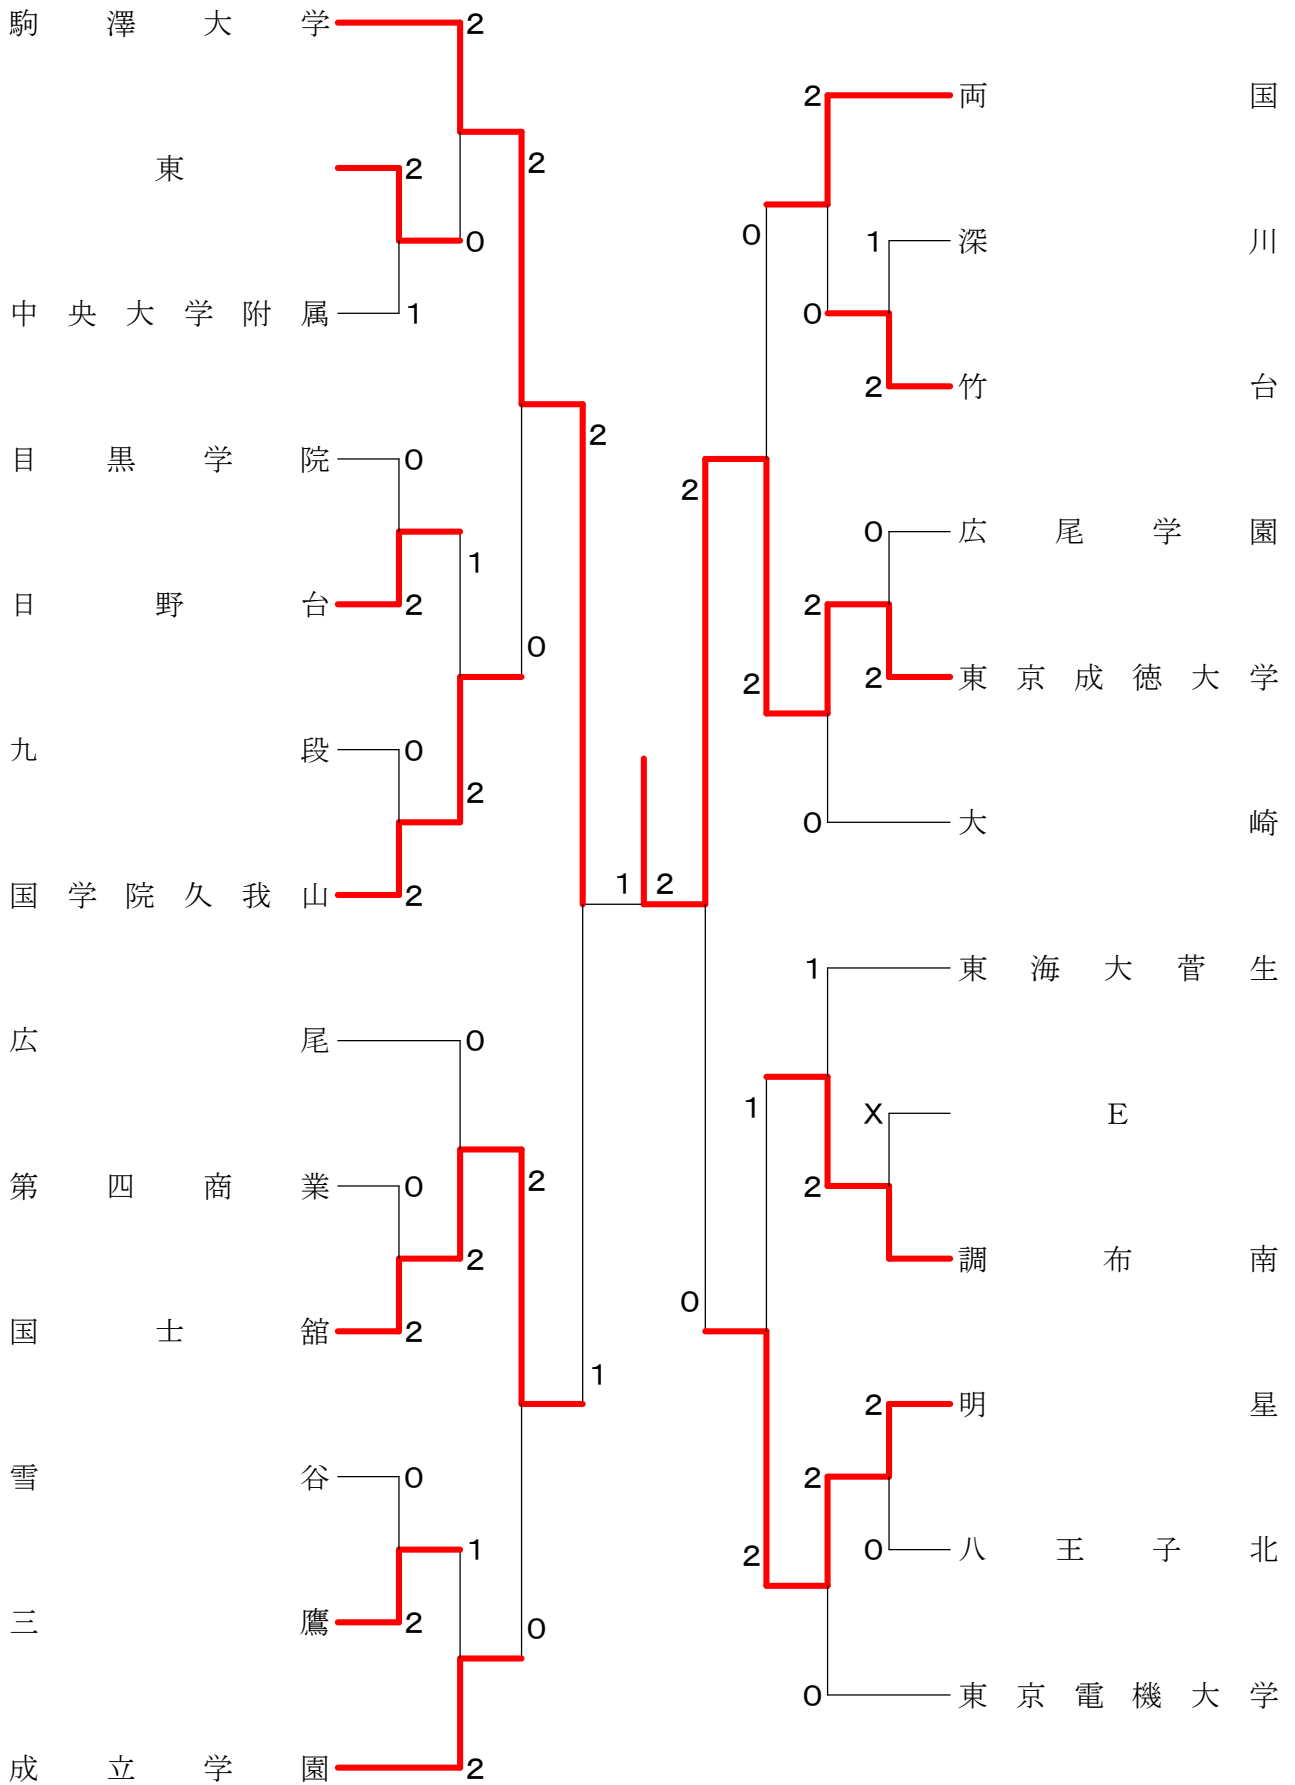 駒澤大学 2
東 2
2
0
中央大学附属 1
目黒学院 0
1
日野台 2
0
九段 0
2
国学院久我山 2
2
広尾 0
第四商業 0
2
2
国士舘 2
1
雪谷 0
1
三鷹 2
0
成立学園 2
1 2
2 両国
0
1 深川
0
2 竹台
2
0 広尾学園
2
2 東京成徳大学
2
0 大崎
1 東海大菅生
1
X E
2
調布南
0
2 明星
2
0 八王子北
2
0 東京電機大学